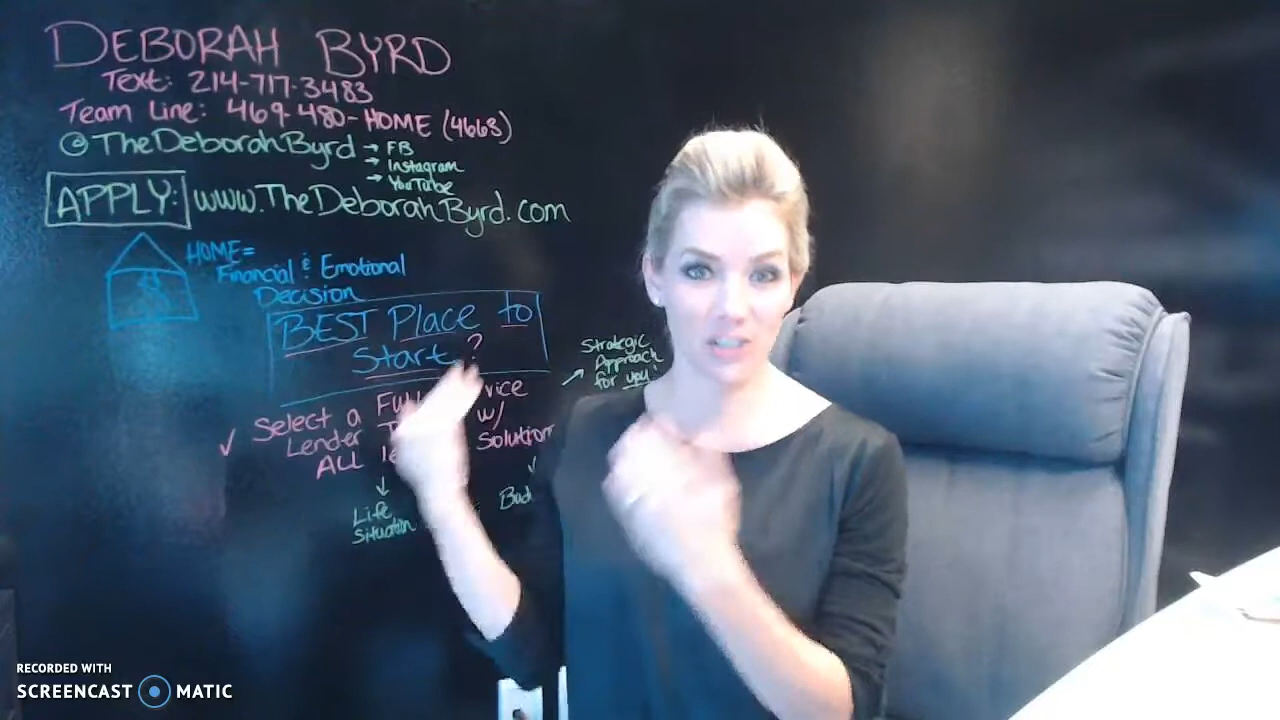 DEBORAH BYRD
Text: 214-717-3483
Team Line: 469-480-HOME (4663)
@TheDeborahByrd → FB
→ Instagram
→ YouTube
APPLY: www.TheDeborahByrd.com
HOME=
Financial & Emotional
Decision
BEST Place to
Start?
Strategic
Approach
for you!
✓ Select a
Lender w/
ALL Solution
Life
Situation
RECORDED WITH
SCREENCAST MATIC